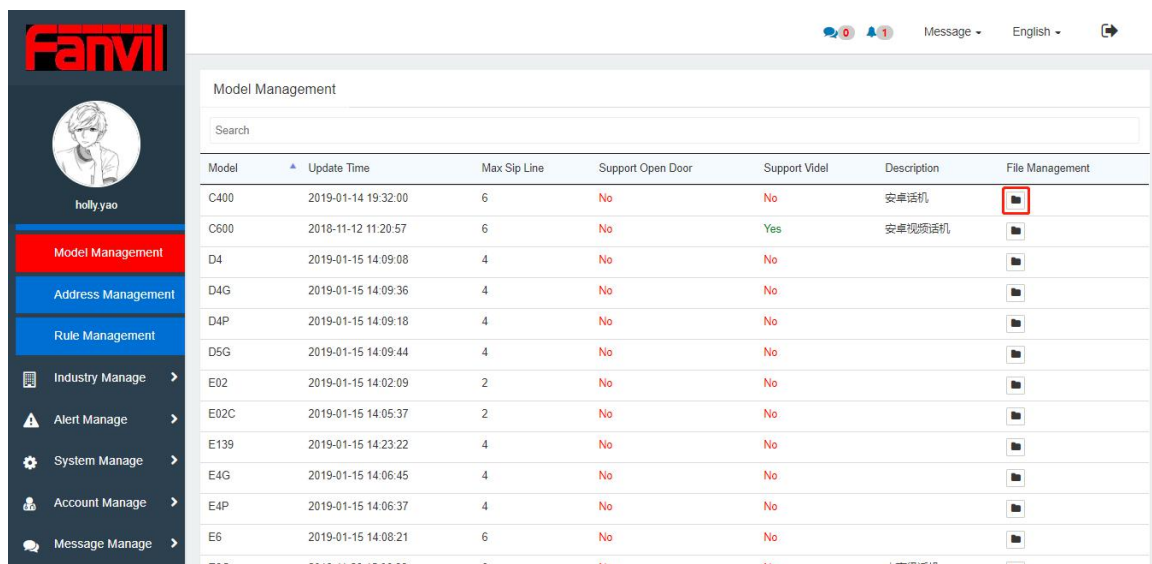 Fanvil
0 1 Message English
Model Management
Search
Model Update Time Max Sip Line Support Open Door Support Videl Description File Management
C400 2019-01-14 19:32:00 6 No No 安卓话机
holly.yao
C600 2018-11-12 11:20:57 6 No Yes 安卓视频话机
Model Management
D4 2019-01-15 14:09:08 4 No No
Address Management
D4G 2019-01-15 14:09:36 4 No No
D4P 2019-01-15 14:09:18 4 No No
Rule Management
D5G 2019-01-15 14:09:44 4 No No
Industry Manage
E02 2019-01-15 14:02:09 2 No No
Alert Manage
E02C 2019-01-15 14:05:37 2 No No
E139 2019-01-15 14:23:22 4 No No
System Manage
E4G 2019-01-15 14:06:45 4 No No
Account Manage
E4P 2019-01-15 14:06:37 4 No No
Message Manage
E6 2019-01-15 14:08:21 6 No No